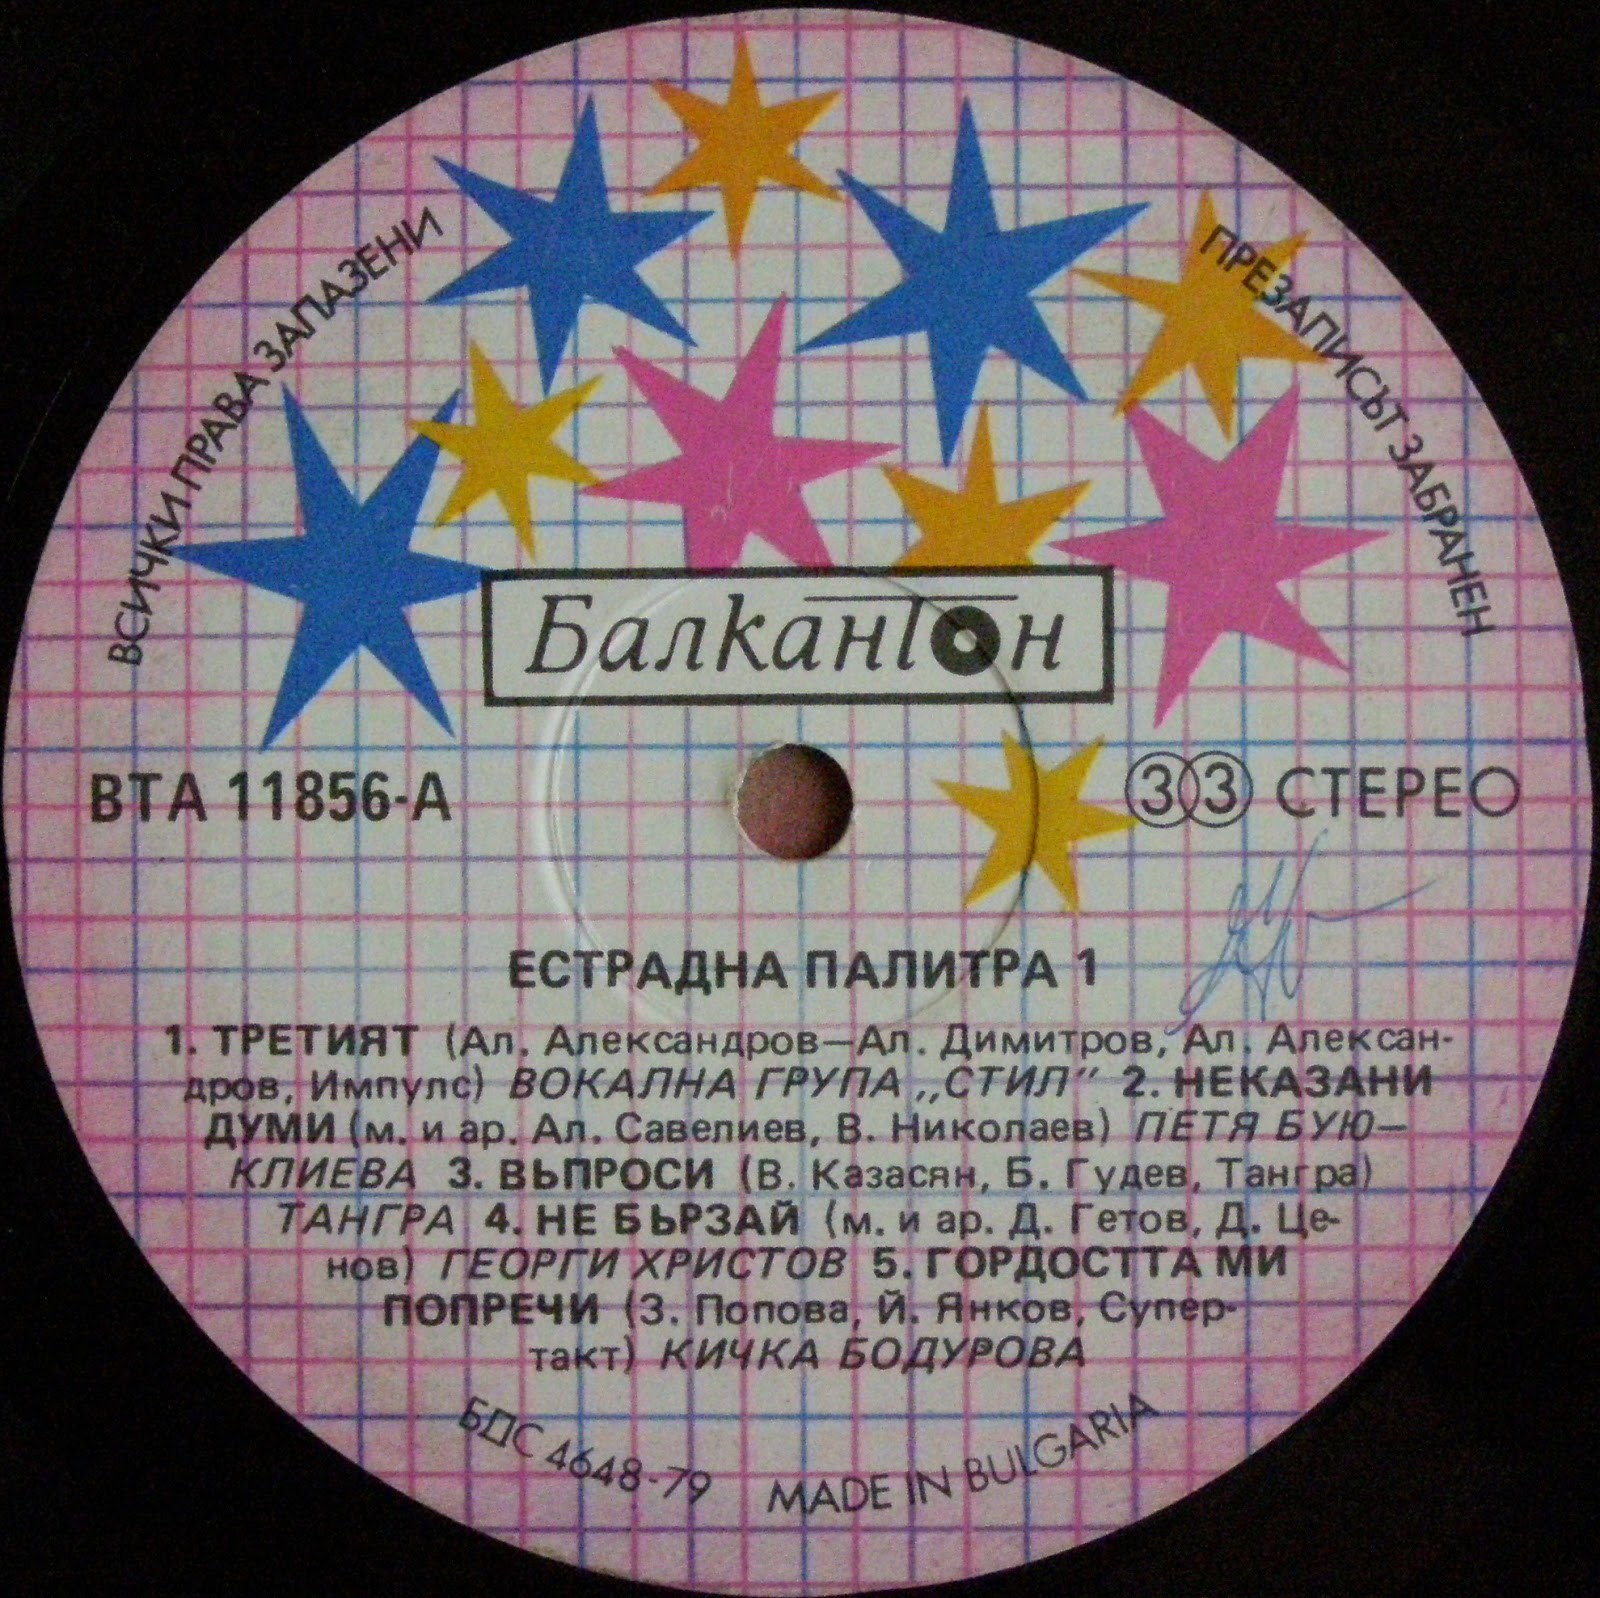 ВСИЧКИ ПРАВА ЗАПАЗЕНИ
ПРЕЗАПИСЪТ ЗАБРАНЕН
Балкантон
ВТА 11856-А
33 СТЕРЕО
ЕСТРАДНА ПАЛИТРА 1
1. ТРЕТИЯТ (Ал. Александров—Ал. Димитров, Ал. Алексан-
дров, Импулс) ВОКАЛНА ГРУПА „СТИЛ" 2. НЕКАЗАНИ
ДУМИ (м. и ар. Ал. Савелиев, В. Николаев) ПЕТЯ БУЮ—
КЛИЕВА 3. ВЪПРОСИ (В. Казасян, Б. Гудев, Тангра)
ТАНГРА 4. НЕ БЪРЗАЙ (м. и ар. Д. Гетов, Д. Це-
нов) ГЕОРГИ ХРИСТОВ 5. ГОРДОСТТА МИ
ПОПРЕЧИ (З. Попова, Й. Янков, Супер-
такт) КИЧКА БОДУРОВА
БДС 4648-79 MADE IN BULGARIA